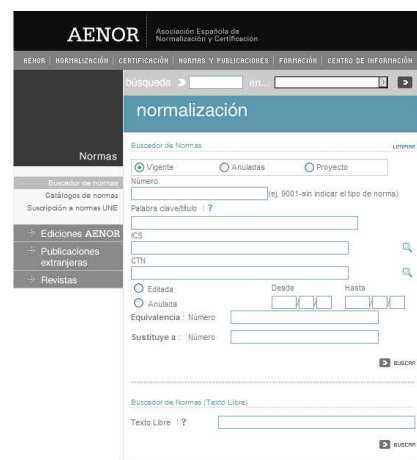 AENOR
Asociación Española de
Normalización y Certificación
AENOR | NORMALIZACIÓN | CERTIFICACIÓN | NORMAS Y PUBLICACIONES | FORMACIÓN | CENTRO DE INFORMACIÓN
búsqueda en...
normalización
Normas
Buscador de normas
Catálogos de normas
Suscripción a normas UNE
Ediciones AENOR
Publicaciones
extranjeras
Revistas
Buscador de Normas LIMPIAR
Vigente Anuladas Proyecto
Número
(ej. 9001-sin indicar el tipo de norma)
Palabra clave/título | ?
ICS
CTN
Editada Desde Hasta
Anulada / / / /
Equivalencia : Número
Sustituye a : Número
BUSCAR
Buscador de Normas (Texto Libre)
Texto Libre | ?
BUSCAR